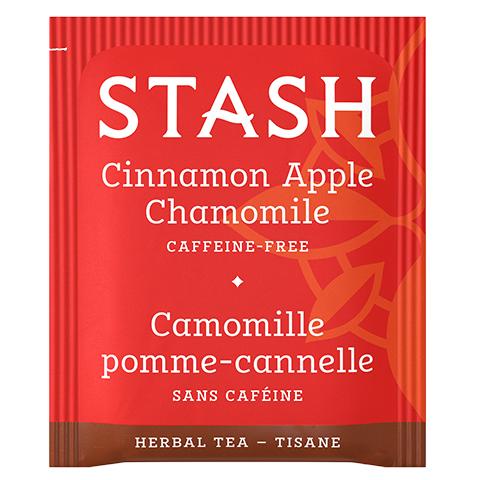 STASH
Cinnamon Apple
Chamomile
CAFFEINE-FREE
Camomille
pomme-cannelle
SANS CAFÉINE
HERBAL TEA – TISANE